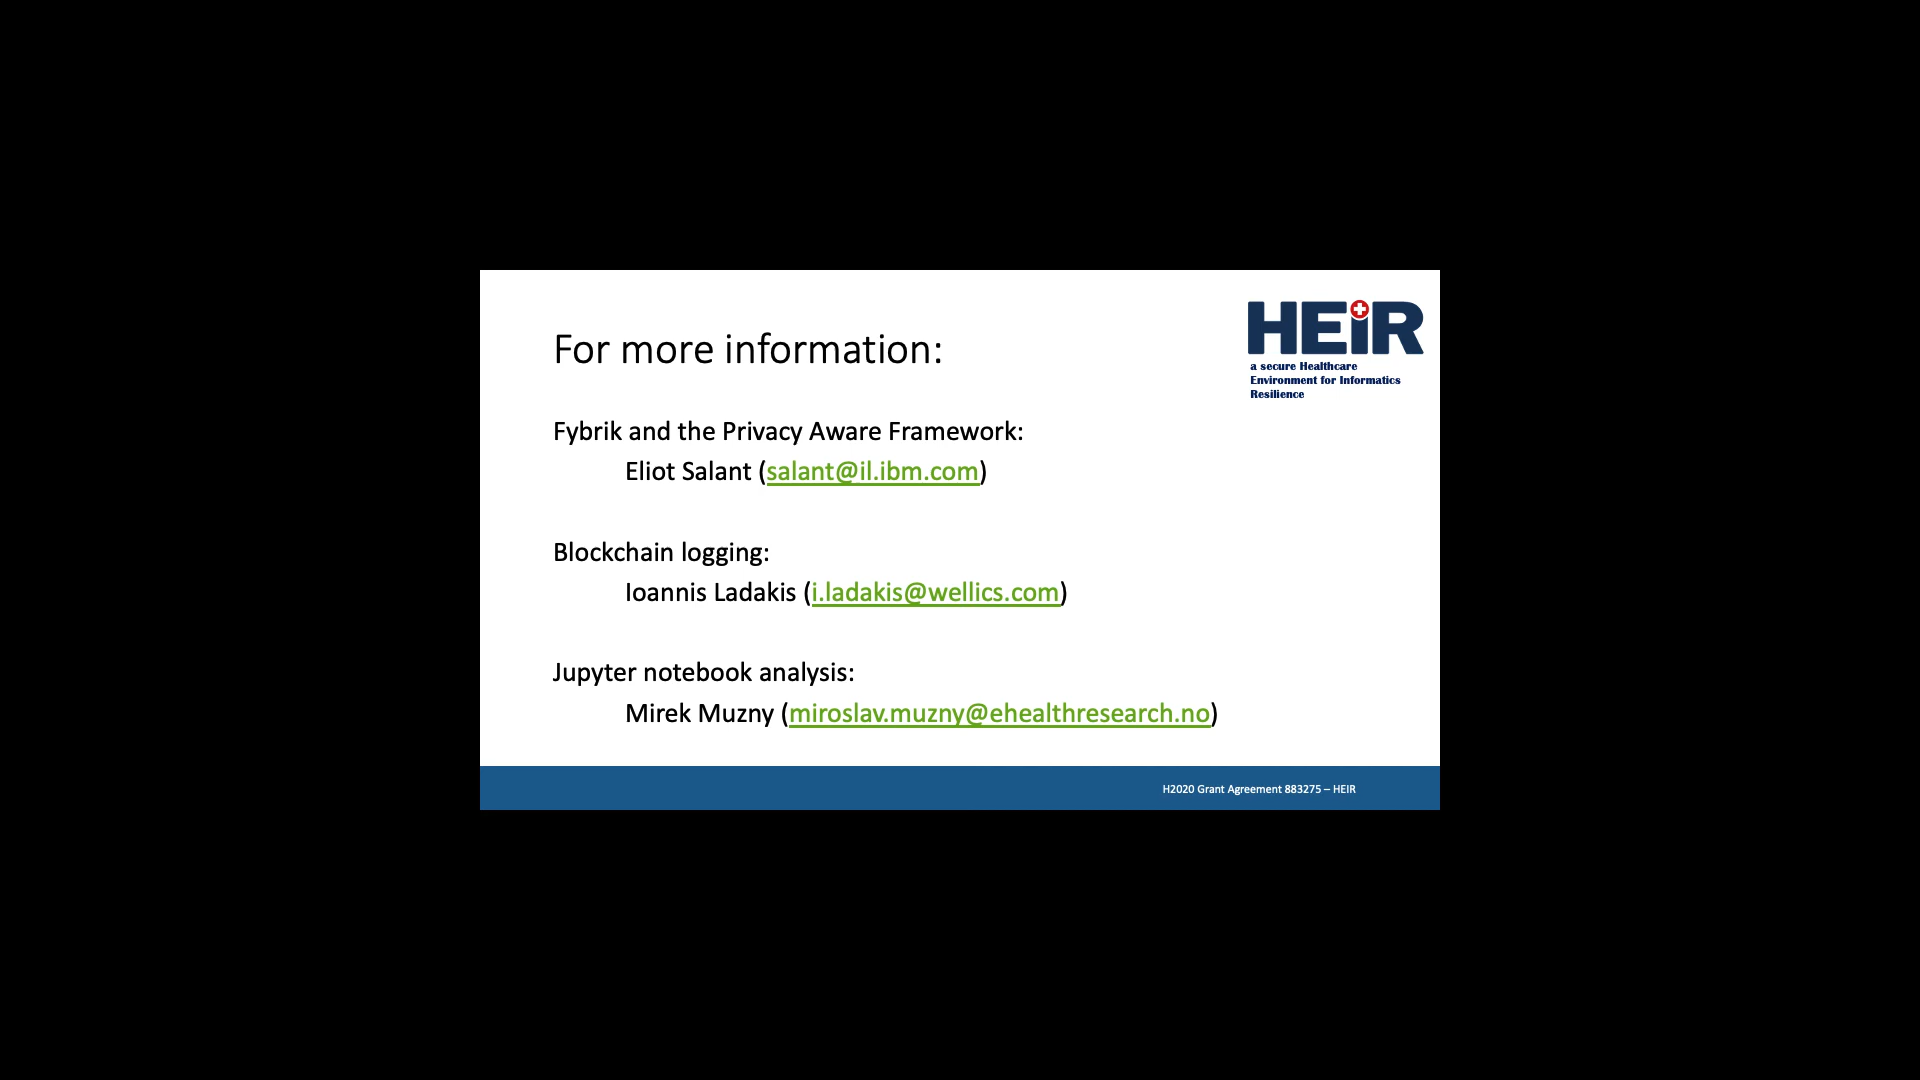 HEiR
a secure Healthcare
Environment for Informatics
Resilience
For more information:
Fybrik and the Privacy Aware Framework:
Eliot Salant (salant@il.ibm.com)
Blockchain logging:
Ioannis Ladakis (i.ladakis@wellics.com)
Jupyter notebook analysis:
Mirek Muzny (miroslav.muzny@ehealthresearch.no)
H2020 Grant Agreement 883275 – HEIR